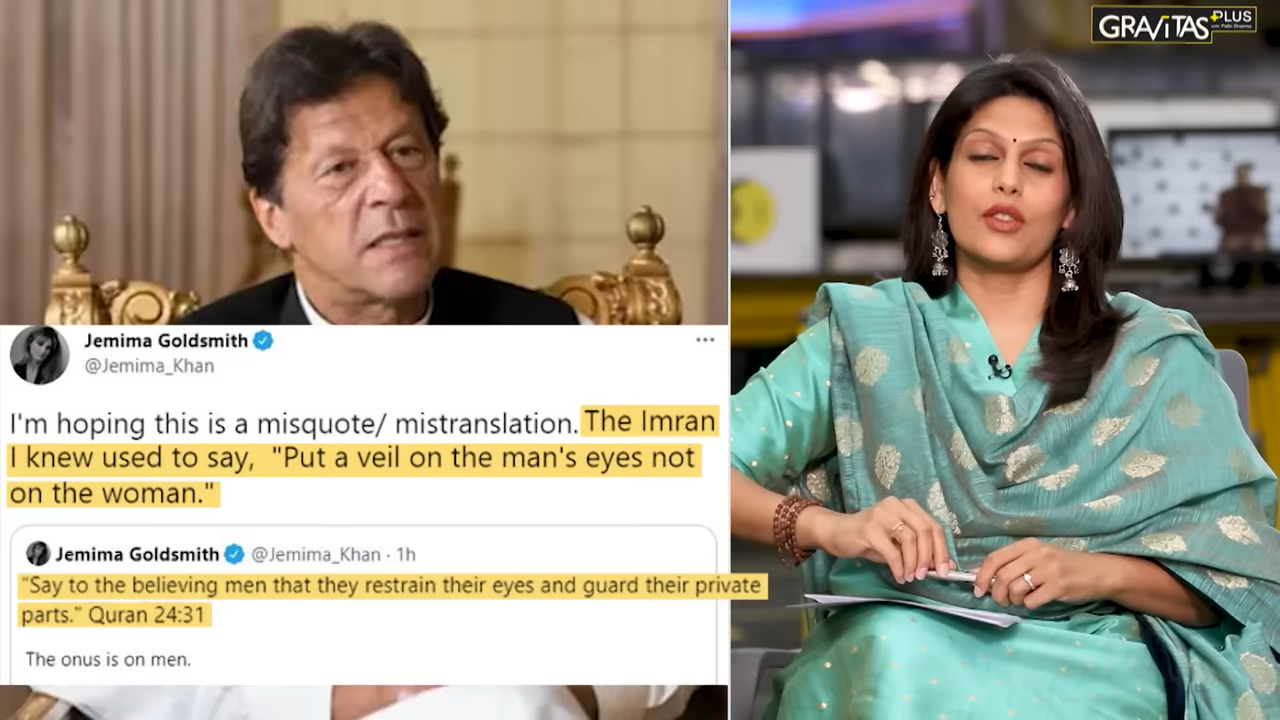 GRAVITAS PLUS
Jemima Goldsmith
@Jemima_Khan
I'm hoping this is a misquote/ mistranslation. The Imran
I knew used to say, "Put a veil on the man's eyes not
on the woman."
Jemima Goldsmith @Jemima_Khan · 1h
"Say to the believing men that they restrain their eyes and guard their private
parts." Quran 24:31
The onus is on men.